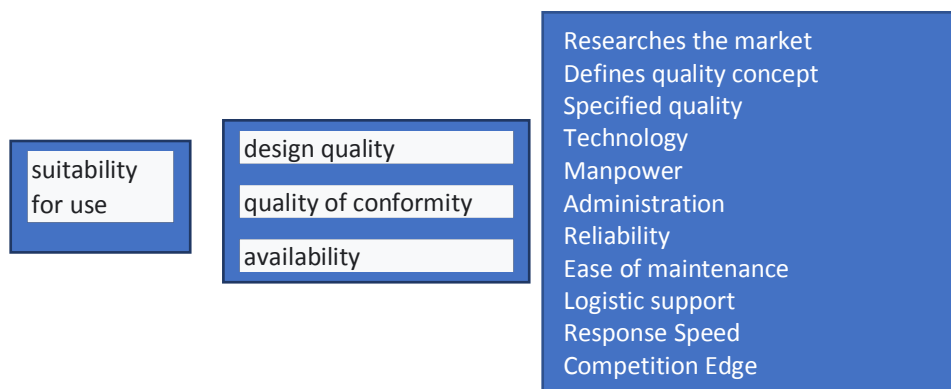 suitability
for use
design quality
quality of conformity
availability
Researches the market
Defines quality concept
Specified quality
Technology
Manpower
Administration
Reliability
Ease of maintenance
Logistic support
Response Speed
Competition Edge